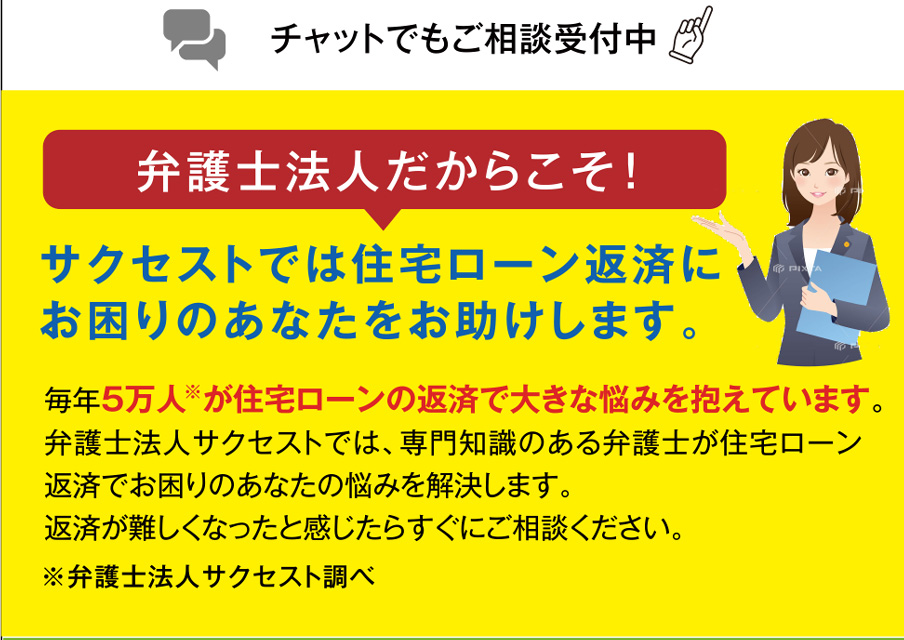 チャットでもご相談受付中
弁護士法人だからこそ！
サクセストでは住宅ローン返済に
お困りのあなたをお助けします。
毎年5万人※が住宅ローンの返済で大きな悩みを抱えています。
弁護士法人サクセストでは、専門知識のある弁護士が住宅ローン
返済でお困りのあなたの悩みを解決します。
返済が難しくなったと感じたらすぐにご相談ください。
※弁護士法人サクセスト調べ
PIXTA